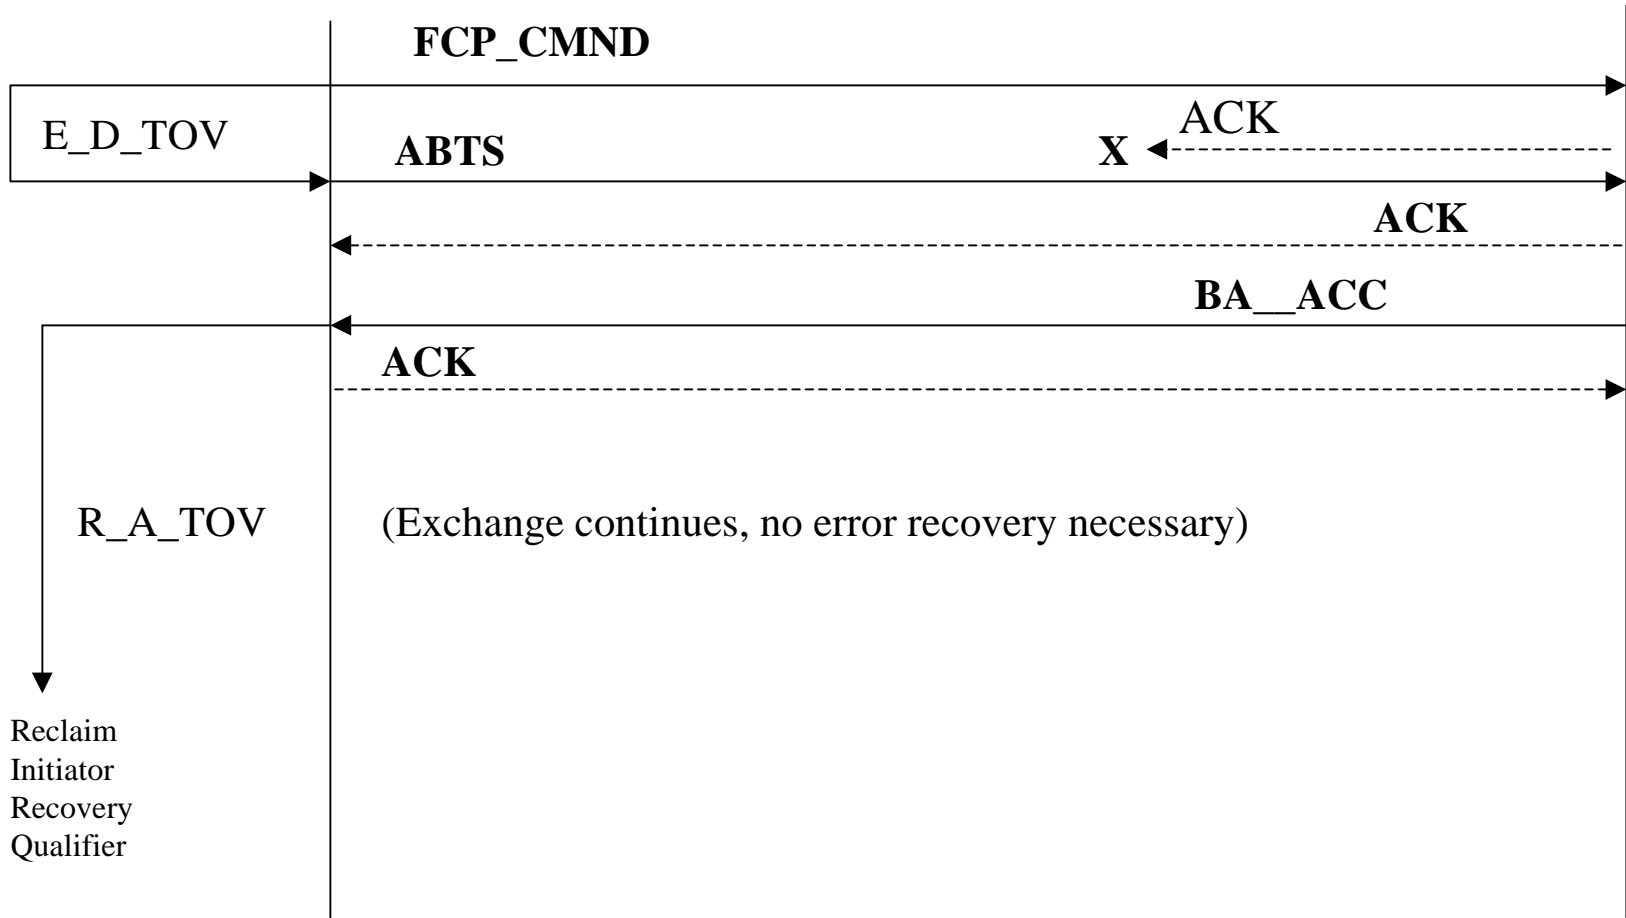 FCP_CMND
E_D_TOV
ACK
ABTS
X
ACK
BA__ACC
ACK
R_A_TOV
(Exchange continues, no error recovery necessary)
Reclaim
Initiator
Recovery
Qualifier